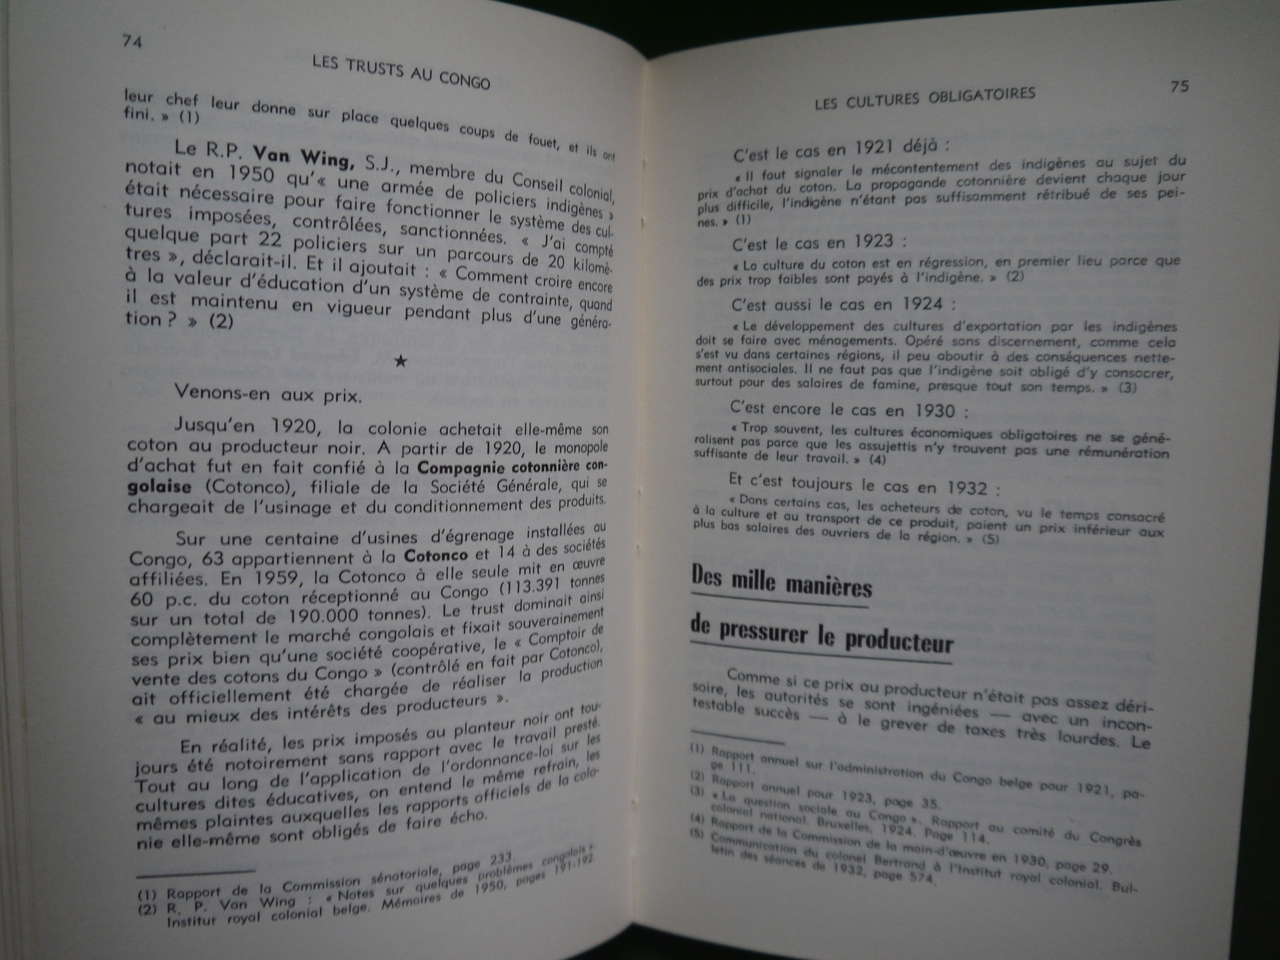 74
LES TRUSTS AU CONGO
leur chef leur donne sur place quelques coups de fouet, et ils ont
fini. » (1)
Le R.P. Van Wing, S.J., membre du Conseil colonial,
notait en 1950 qu'« une armée de policiers indigènes »
était nécessaire pour faire fonctionner le système des cul-
tures imposées, contrôlées, sanctionnées. « J'ai compté
quelque part 22 policiers sur un parcours de 20 kilomè-
tres », déclarait-il. Et il ajoutait : « Comment croire encore
à la valeur d'éducation d'un système de contrainte, quand
il est maintenu en vigueur pendant plus d'une généra-
tion ? » (2)
★
Venons-en aux prix.
Jusqu'en 1920, la colonie achetait elle-même son
coton au producteur noir. A partir de 1920, le monopole
d'achat fut en fait confié à la Compagnie cotonnière con-
golaise (Cotonco), filiale de la Société Générale, qui se
chargeait de l'usinage et du conditionnement des produits.
Sur une centaine d'usines d'égrenage installées au
Congo, 63 appartiennent à la Cotonco et 14 à des sociétés
affiliées. En 1959, la Cotonco à elle seule mit en œuvre
60 p.c. du coton réceptionné au Congo (113.391 tonnes
sur un total de 190.000 tonnes). Le trust dominait ainsi
complètement le marché congolais et fixait souverainement
ses prix bien qu'une société coopérative, le « Comptoir de
vente des cotons du Congo » (contrôlé en fait par Cotonco),
ait officiellement été chargée de réaliser la production
« au mieux des intérêts des producteurs ».
En réalité, les prix imposés au planteur noir ont tou-
jours été notoirement sans rapport avec le travail presté.
Tout au long de l'application de l'ordonnance-loi sur les
cultures dites éducatives, on entend le même refrain, les
mêmes plaintes auxquelles les rapports officiels de la colo-
nie elle-même sont obligés de faire écho.
(1) Rapport de la Commission sénatoriale, page 233.
(2) R. P. Van Wing : « Notes sur quelques problèmes congolais ».
Institut royal colonial belge. Mémoires de 1950, pages 191-192.
75
LES CULTURES OBLIGATOIRES
C'est le cas en 1921 déjà :
« Il faut signaler le mécontentement des indigènes au sujet du
prix d'achat du coton. La propagande cotonnière devient chaque jour
plus difficile, l'indigène n'étant pas suffisamment rétribué de ses pei-
nes. » (1)
C'est le cas en 1923 :
« La culture du coton est en régression, en premier lieu parce que
des prix trop faibles sont payés à l'indigène. » (2)
C'est aussi le cas en 1924 :
« Le développement des cultures d'exportation par les indigènes
doit se faire avec ménagements. Opéré sans discernement, comme cela
s'est vu dans certaines régions, il peu aboutir à des conséquences nette-
ment antisociales. Il ne faut pas que l'indigène soit obligé d'y consacrer,
surtout pour des salaires de famine, presque tout son temps. » (3)
C'est encore le cas en 1930 :
« Trop souvent, les cultures économiques obligatoires ne se géné-
ralisent pas parce que les assujettis n'y trouvent pas une rémunération
suffisante de leur travail. » (4)
Et c'est toujours le cas en 1932 :
« Dans certains cas, les acheteurs de coton, vu le temps consacré
à la culture et au transport de ce produit, paient un prix inférieur aux
plus bas salaires des ouvriers de la région. » (5)
Des mille manières
de pressurer le producteur
Comme si ce prix au producteur n'était pas assez déri-
soire, les autorités se sont ingéniées — avec un incon-
testable succès — à le grever de taxes très lourdes. Le
(1) Rapport annuel sur l'administration du Congo belge pour 1921, pa-
ge 111.
(2) Rapport annuel pour 1923, page 35.
(3) « La question sociale au Congo ». Rapport au comité du Congrès
colonial national. Bruxelles, 1924. Page 114.
(4) Rapport de la Commission de la main-d'œuvre en 1930, page 29.
(5) Communication du colonel Bertrand à l'Institut royal colonial. Bul-
letin des séances de 1932, page 574.